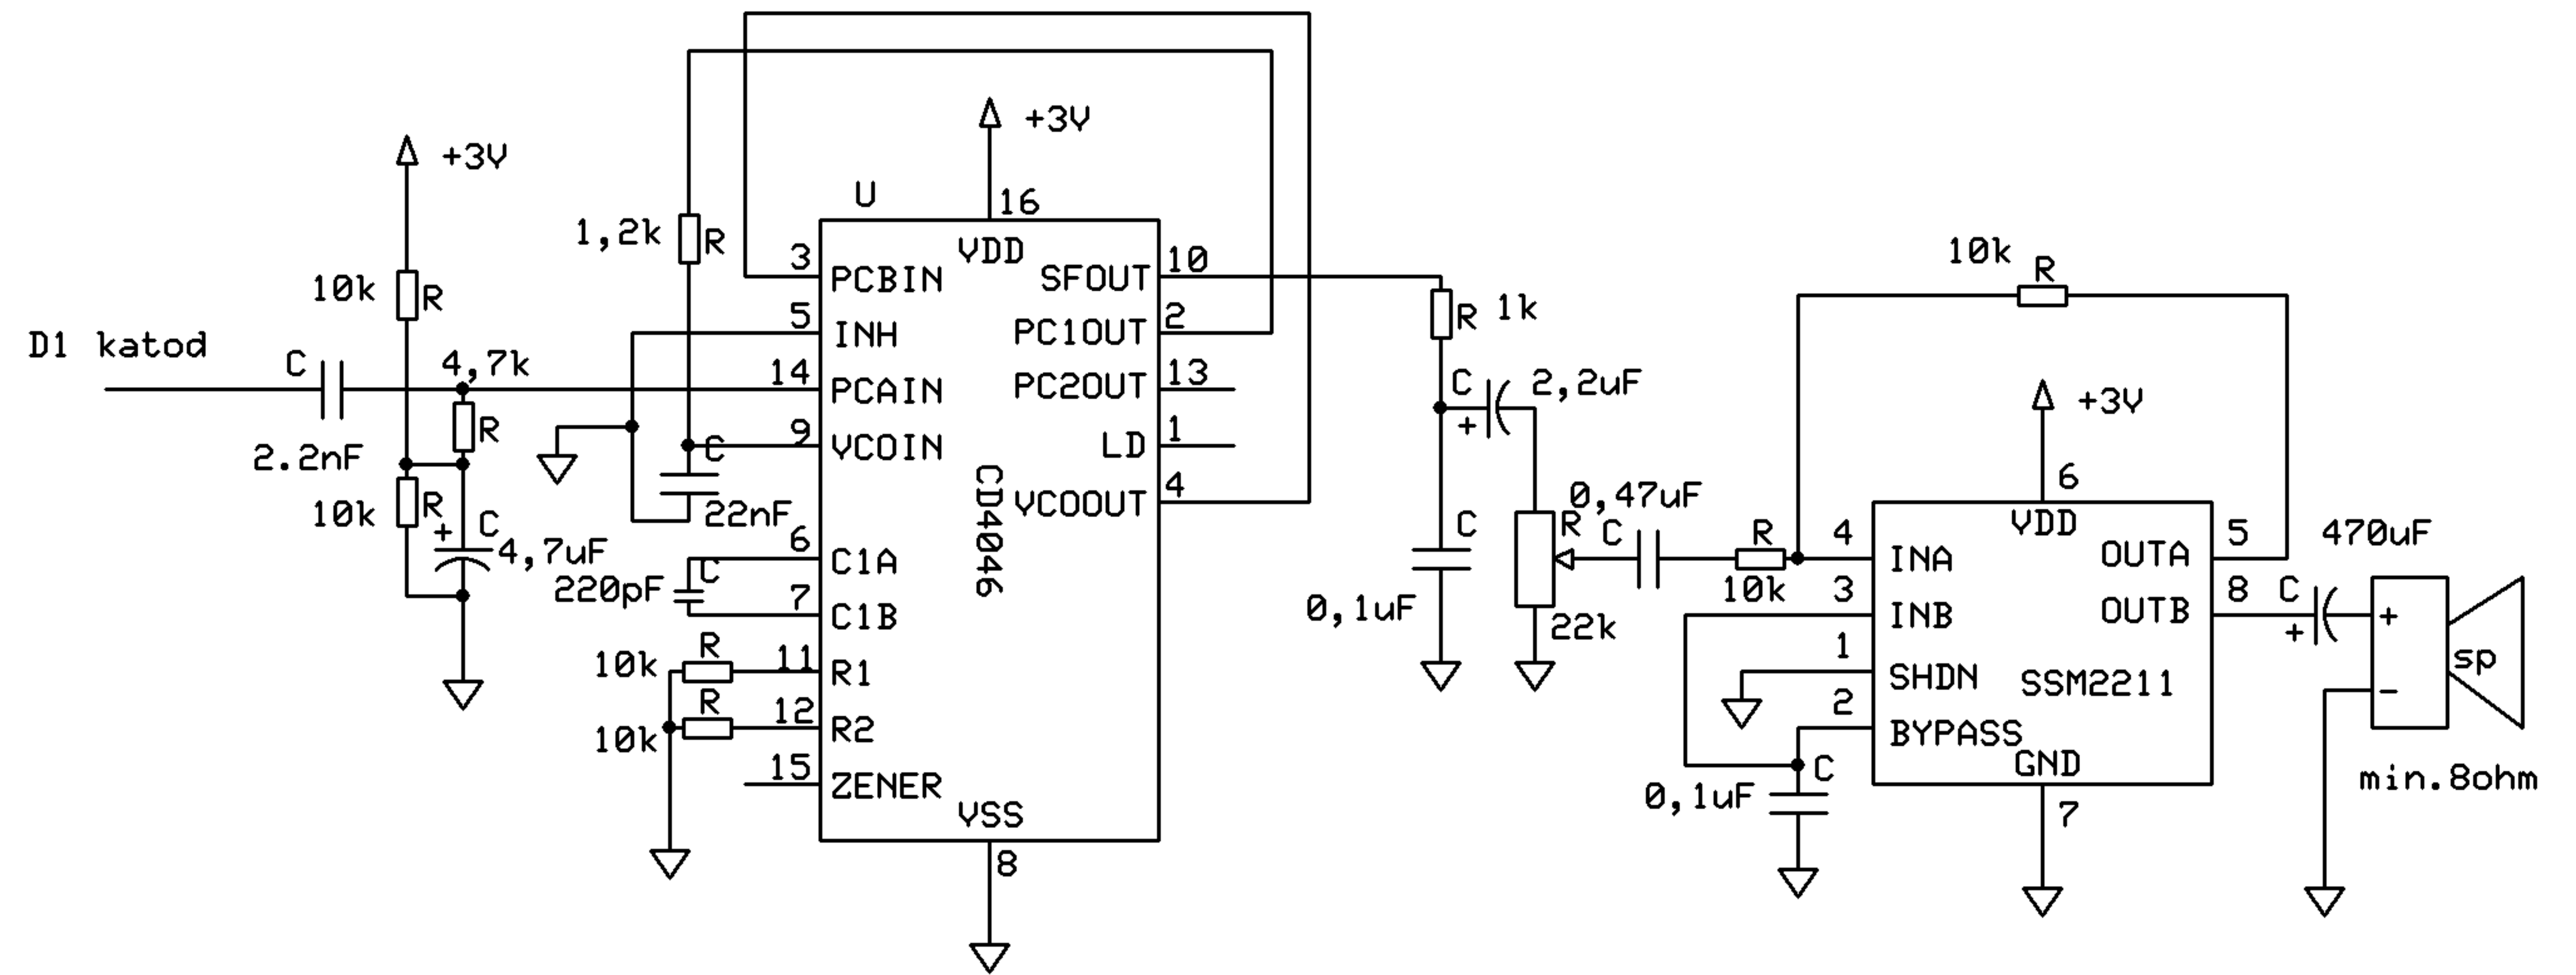 +3V
10k
R
D1 katod
C
4,7k
R
2.2nF
10k
R
+
C
4,7uF
1,2k
R
C
22nF
220pF
C
10k
R
10k
R
U
+3V
16
VDD
3
PCBIN
5
INH
14
PCAIN
9
VCOIN
6
C1A
7
C1B
11
R1
12
R2
15
ZENER
CD4046
SFOUT
10
PC1OUT
2
PC2OUT
13
LD
1
VCOOUT
4
VSS
8
R
1k
C
+
2,2uF
C
0,1uF
R
22k
0,47uF
C
R
10k
10k
R
+3V
6
VDD
4
INA
3
INB
1
SHDN
2
BYPASS
OUTA
5
OUTB
8
SSM2211
GND
7
C
0,1uF
470uF
C
+
+
-
sp
min.8ohm